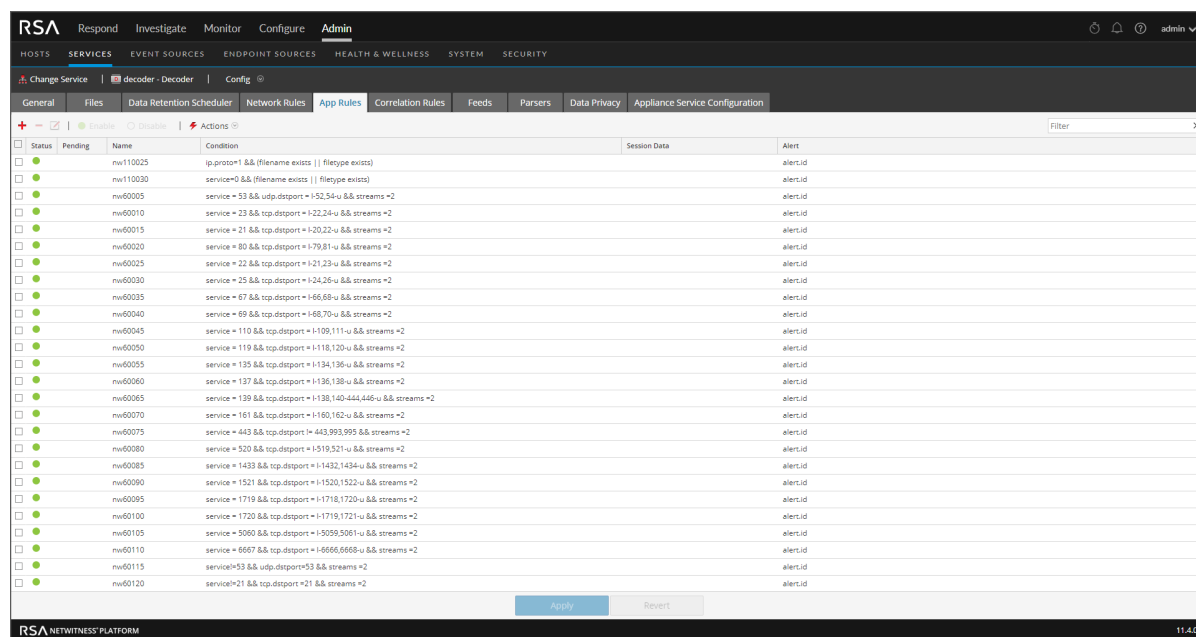 RSA Respond Investigate Monitor Configure Admin admin
HOSTS SERVICES EVENT SOURCES ENDPOINT SOURCES HEALTH & WELLNESS SYSTEM SECURITY
Change Service | decoder - Decoder | Config
General Files Data Retention Scheduler Network Rules App Rules Correlation Rules Feeds Parsers Data Privacy Appliance Service Configuration
Enable Disable | Actions Filter
Status Pending Name Condition Session Data Alert
nw110025 ip.proto=1 && (filename exists || filetype exists) alert.id
nw110030 service=0 && (filename exists || filetype exists) alert.id
nw60005 service = 53 && udp.dstport = l-52,54-u && streams =2 alert.id
nw60010 service = 23 && tcp.dstport = l-22,24-u && streams =2 alert.id
nw60015 service = 21 && tcp.dstport = l-20,22-u && streams =2 alert.id
nw60020 service = 80 && tcp.dstport = l-79,81-u && streams =2 alert.id
nw60025 service = 22 && tcp.dstport = l-21,23-u && streams =2 alert.id
nw60030 service = 25 && tcp.dstport = l-24,26-u && streams =2 alert.id
nw60035 service = 67 && tcp.dstport = l-66,68-u && streams =2 alert.id
nw60040 service = 69 && tcp.dstport = l-68,70-u && streams =2 alert.id
nw60045 service = 110 && tcp.dstport = l-109,111-u && streams =2 alert.id
nw60050 service = 119 && tcp.dstport = l-118,120-u && streams =2 alert.id
nw60055 service = 135 && tcp.dstport = l-134,136-u && streams =2 alert.id
nw60060 service = 137 && tcp.dstport = l-136,138-u && streams =2 alert.id
nw60065 service = 139 && tcp.dstport = l-138,140-444,446-u && streams =2 alert.id
nw60070 service = 161 && tcp.dstport = l-160,162-u && streams =2 alert.id
nw60075 service = 443 && tcp.dstport != 443,993,995 && streams =2 alert.id
nw60080 service = 520 && tcp.dstport = l-519,521-u && streams =2 alert.id
nw60085 service = 1433 && tcp.dstport = l-1432,1434-u && streams =2 alert.id
nw60090 service = 1521 && tcp.dstport = l-1520,1522-u && streams =2 alert.id
nw60095 service = 1719 && tcp.dstport = l-1718,1720-u && streams =2 alert.id
nw60100 service = 1720 && tcp.dstport = l-1719,1721-u && streams =2 alert.id
nw60105 service = 5060 && tcp.dstport = l-5059,5061-u && streams =2 alert.id
nw60110 service = 6667 && tcp.dstport = l-6666,6668-u && streams =2 alert.id
nw60115 service!=53 && udp.dstport=53 && streams =2 alert.id
nw60120 service!=21 && tcp.dstport =21 && streams =2 alert.id
Apply Revert
RSA NETWITNESS® PLATFORM 11.4.0